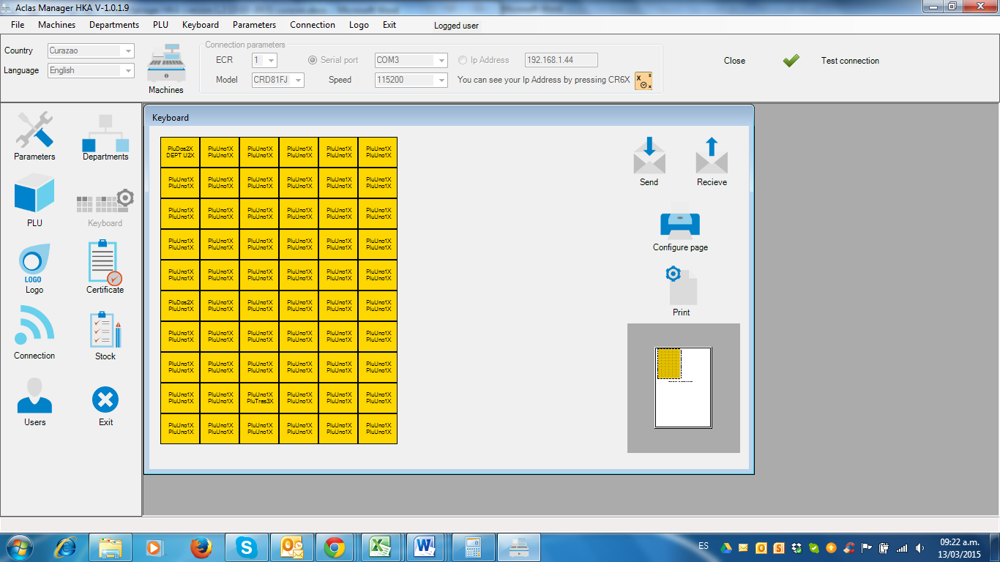 Aclas Manager HKA V-1.0.1.9
File Machines Departments PLU Keyboard Parameters Connection Logo Exit Logged user
Country Curazao
Language English
Machines
Connection parameters
ECR 1 Serial port COM3 Ip Address 192.168.1.44
Model CRD81FJ Speed 115200 You can see your Ip Address by pressing CR6X
Close Test connection
Parameters Departments
PLU Keyboard
LOGO
Logo Certificate
Connection Stock
Users Exit
Keyboard
PluDos2X PluUno1X PluUno1X PluUno1X PluUno1X PluUno1X
DEPT U2X PluUno1X PluUno1X PluUno1X PluUno1X PluUno1X
PluUno1X PluUno1X PluUno1X PluUno1X PluUno1X PluUno1X
PluUno1X PluUno1X PluUno1X PluUno1X PluUno1X PluUno1X
PluUno1X PluUno1X PluUno1X PluUno1X PluUno1X PluUno1X
PluUno1X PluUno1X PluUno1X PluUno1X PluUno1X PluUno1X
PluUno1X PluUno1X PluUno1X PluUno1X PluUno1X PluUno1X
PluUno1X PluUno1X PluUno1X PluUno1X PluUno1X PluUno1X
PluUno1X PluUno1X PluUno1X PluUno1X PluUno1X PluUno1X
PluUno1X PluUno1X PluUno1X PluUno1X PluUno1X PluUno1X
PluDos2X PluUno1X PluUno1X PluUno1X PluUno1X PluUno1X
PluUno1X PluUno1X PluUno1X PluUno1X PluUno1X PluUno1X
PluUno1X PluUno1X PluUno1X PluUno1X PluUno1X PluUno1X
PluUno1X PluUno1X PluUno1X PluUno1X PluUno1X PluUno1X
PluUno1X PluUno1X PluUno1X PluUno1X PluUno1X PluUno1X
PluUno1X PluUno1X PluUno1X PluUno1X PluUno1X PluUno1X
PluUno1X PluUno1X PluUno1X PluUno1X PluUno1X PluUno1X
PluUno1X PluUno1X PluTres3X PluUno1X PluUno1X PluUno1X
PluUno1X PluUno1X PluUno1X PluUno1X PluUno1X PluUno1X
PluUno1X PluUno1X PluUno1X PluUno1X PluUno1X PluUno1X
Send Recieve
Configure page
Print
ES
09:22 a.m.
13/03/2015